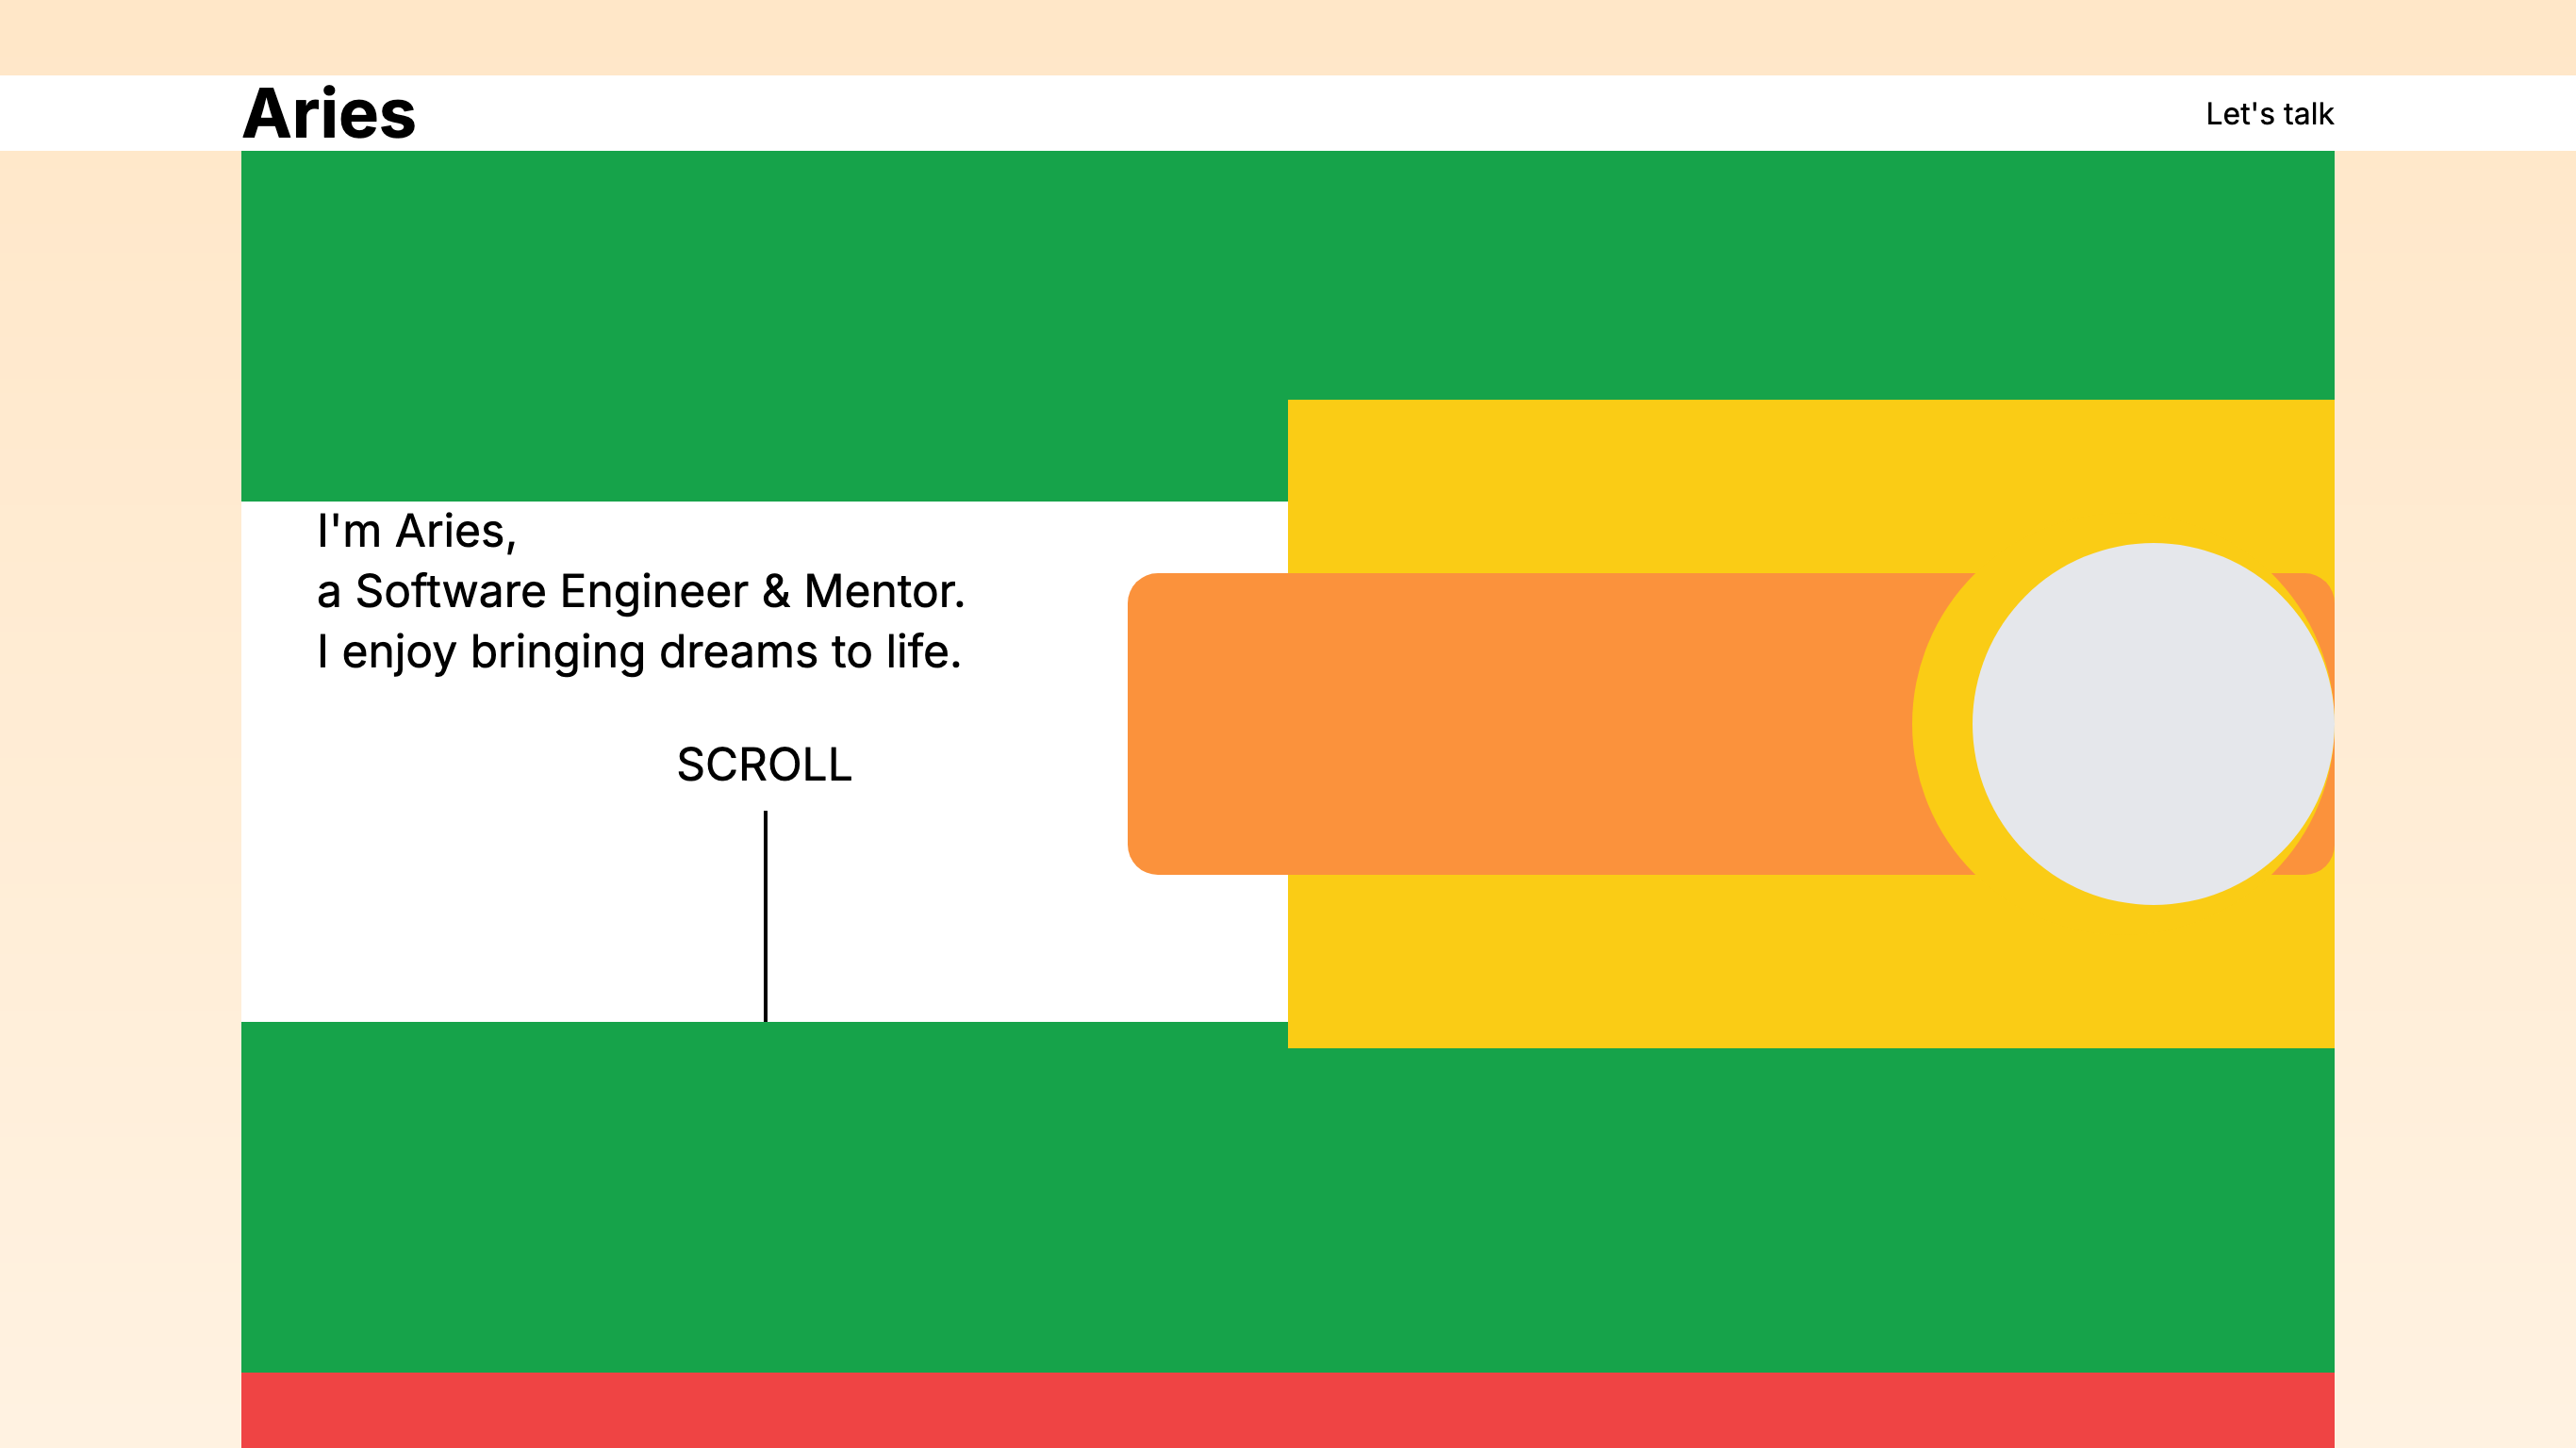 Aries
Let's talk
I'm Aries,
a Software Engineer & Mentor.
I enjoy bringing dreams to life.
SCROLL